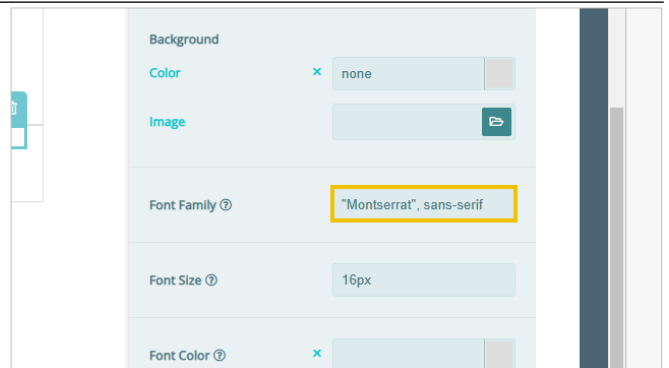 Background
Color × none
Image
Font Family ? "Montserrat", sans-serif
Font Size ? 16px
Font Color ? ×